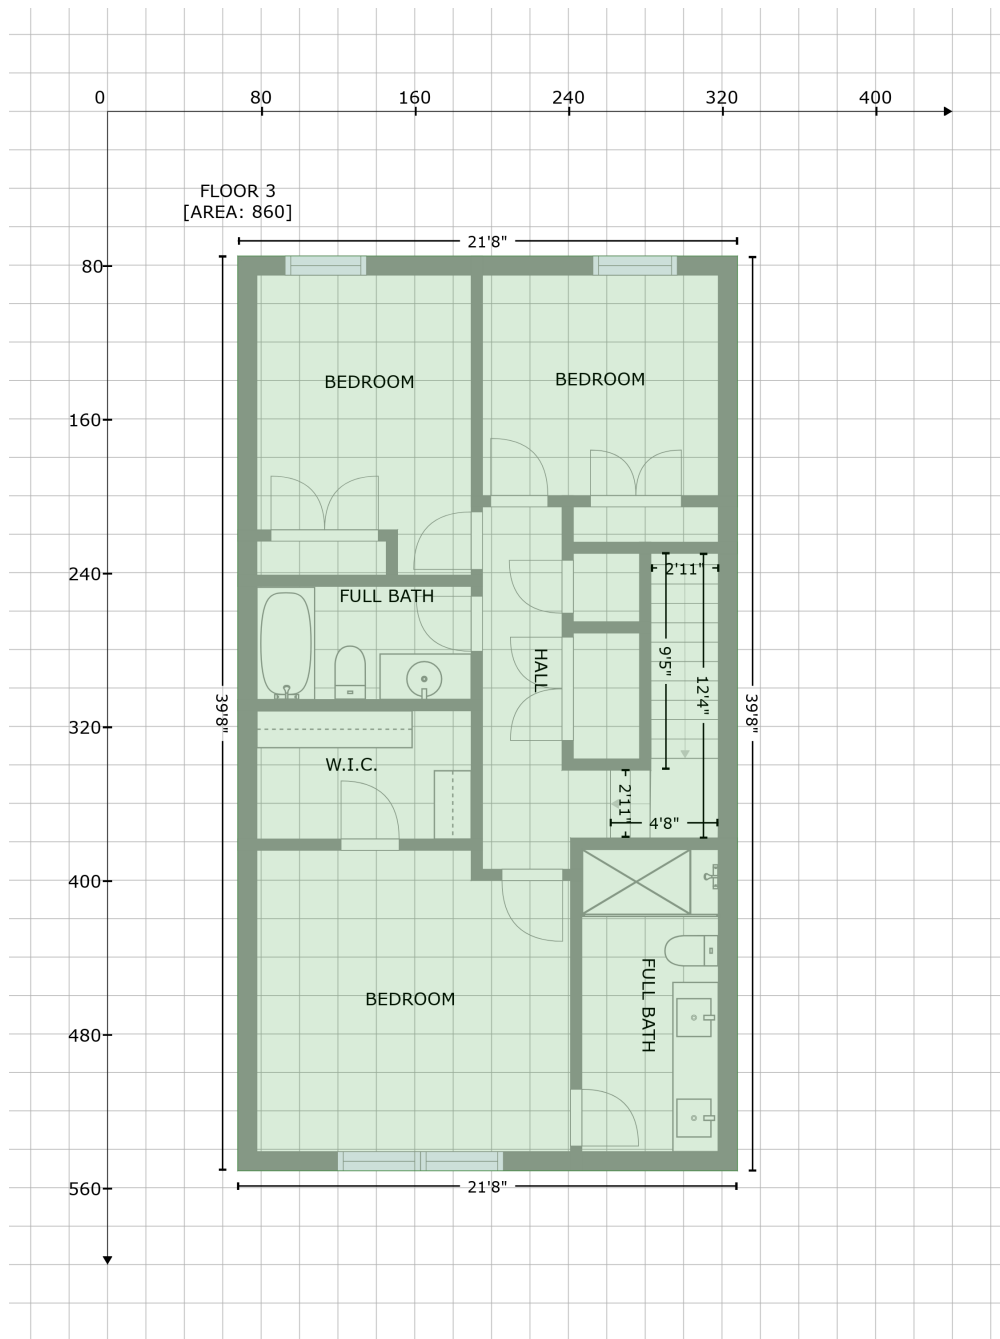 0
80
160
240
320
400
FLOOR 3
[AREA: 860]
21'8"
80
160
240
320
400
480
560
BEDROOM
BEDROOM
FULL BATH
2'11"
HALL
9'5"
12'4"
39'8"
39'8"
W.I.C.
2'11"
4'8"
BEDROOM
FULL BATH
21'8"